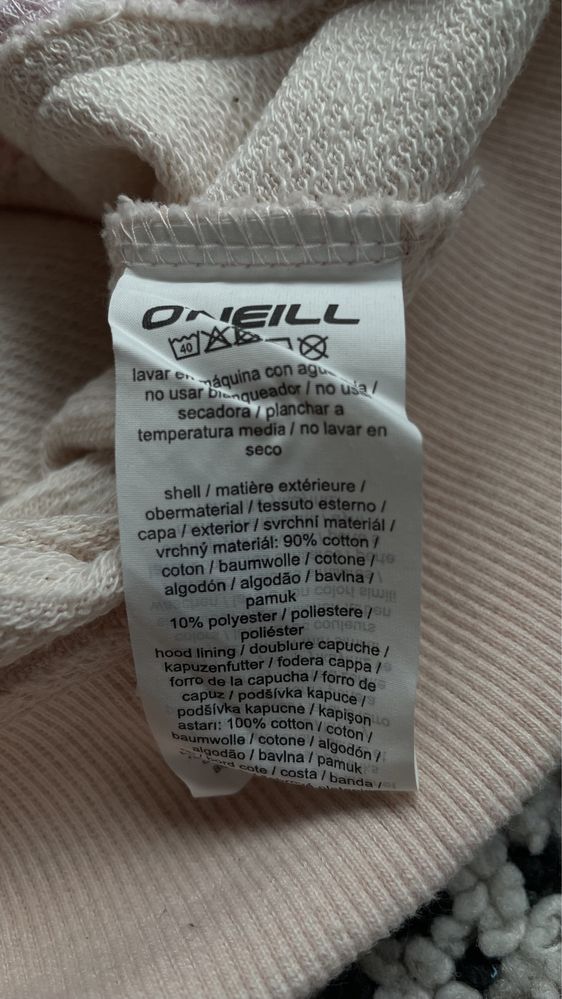 O'NEILL
40
lavar en máquina con agu
no usar blanqueador / no usa /
secadora / planchar a
temperatura media / no lavar en
seco
shell / matière extérieure /
obermaterial / tessuto esterno /
capa / exterior / svrchní materiál /
vrchný materiál: 90% cotton /
coton / baumwolle / cotone /
algodón / algodão / bavlna /
pamuk
10% polyester / poliestere /
poliéster
hood lining / doublure capuche /
kapuzenfutter / fodera cappa /
forro de la capucha / forro de
capuz / podšívka kapuce /
podšívka kapucne / kapişon
astarı: 100% cotton / coton /
baumwolle / cotone / algodón /
algodão / bavlna / pamuk
cote / costa / banda /